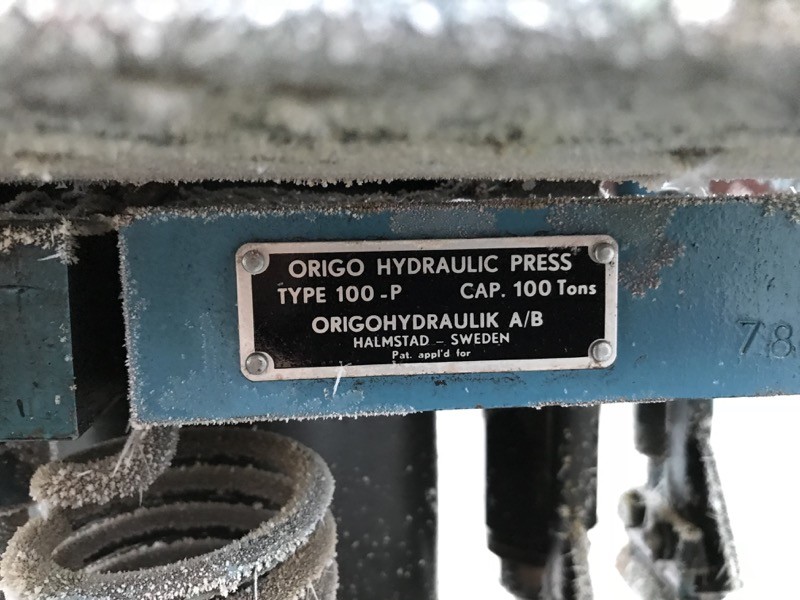 ORIGO HYDRAULIC PRESS
TYPE 100-P CAP. 100 Tons
ORIGOHYDRAULIK A/B
HALMSTAD - SWEDEN
Pat. appl'd for
78